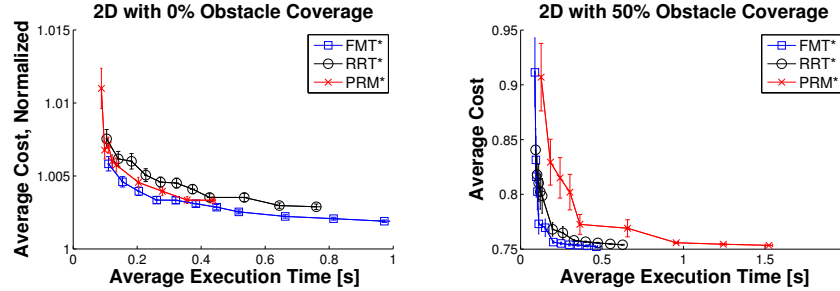 2D with 0% Obstacle Coverage
1.015
1.01
1.005
1
0
0.2
0.4
0.6
0.8
1
Average Cost, Normalized
Average Execution Time [s]
FMT*
RRT*
PRM*
2D with 50% Obstacle Coverage
0.95
0.9
0.85
0.8
0.75
0
0.5
1
1.5
Average Cost
Average Execution Time [s]
FMT*
RRT*
PRM*